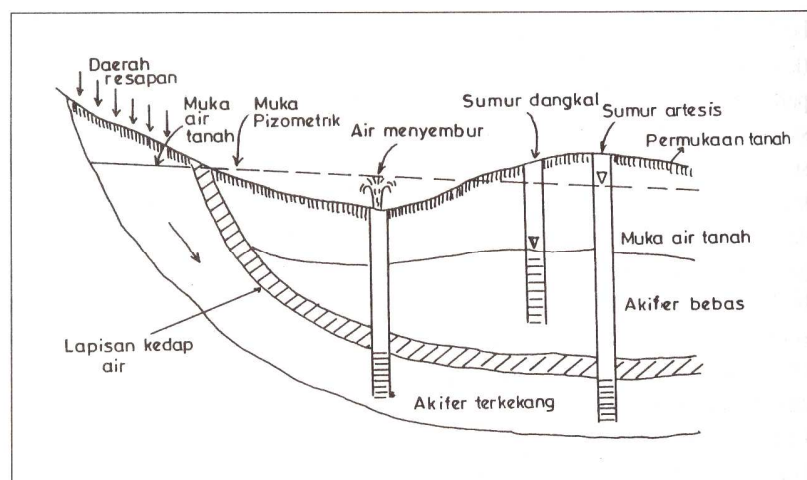 Daerah
resapan
Muka
air
tanah
Muka
Pizometrik
Air menyembur
Sumur dangkal
Sumur artesis
Permukaan tanah
Muka air tanah
Akifer bebas
Lapisan kedap
air
Akifer terkekang